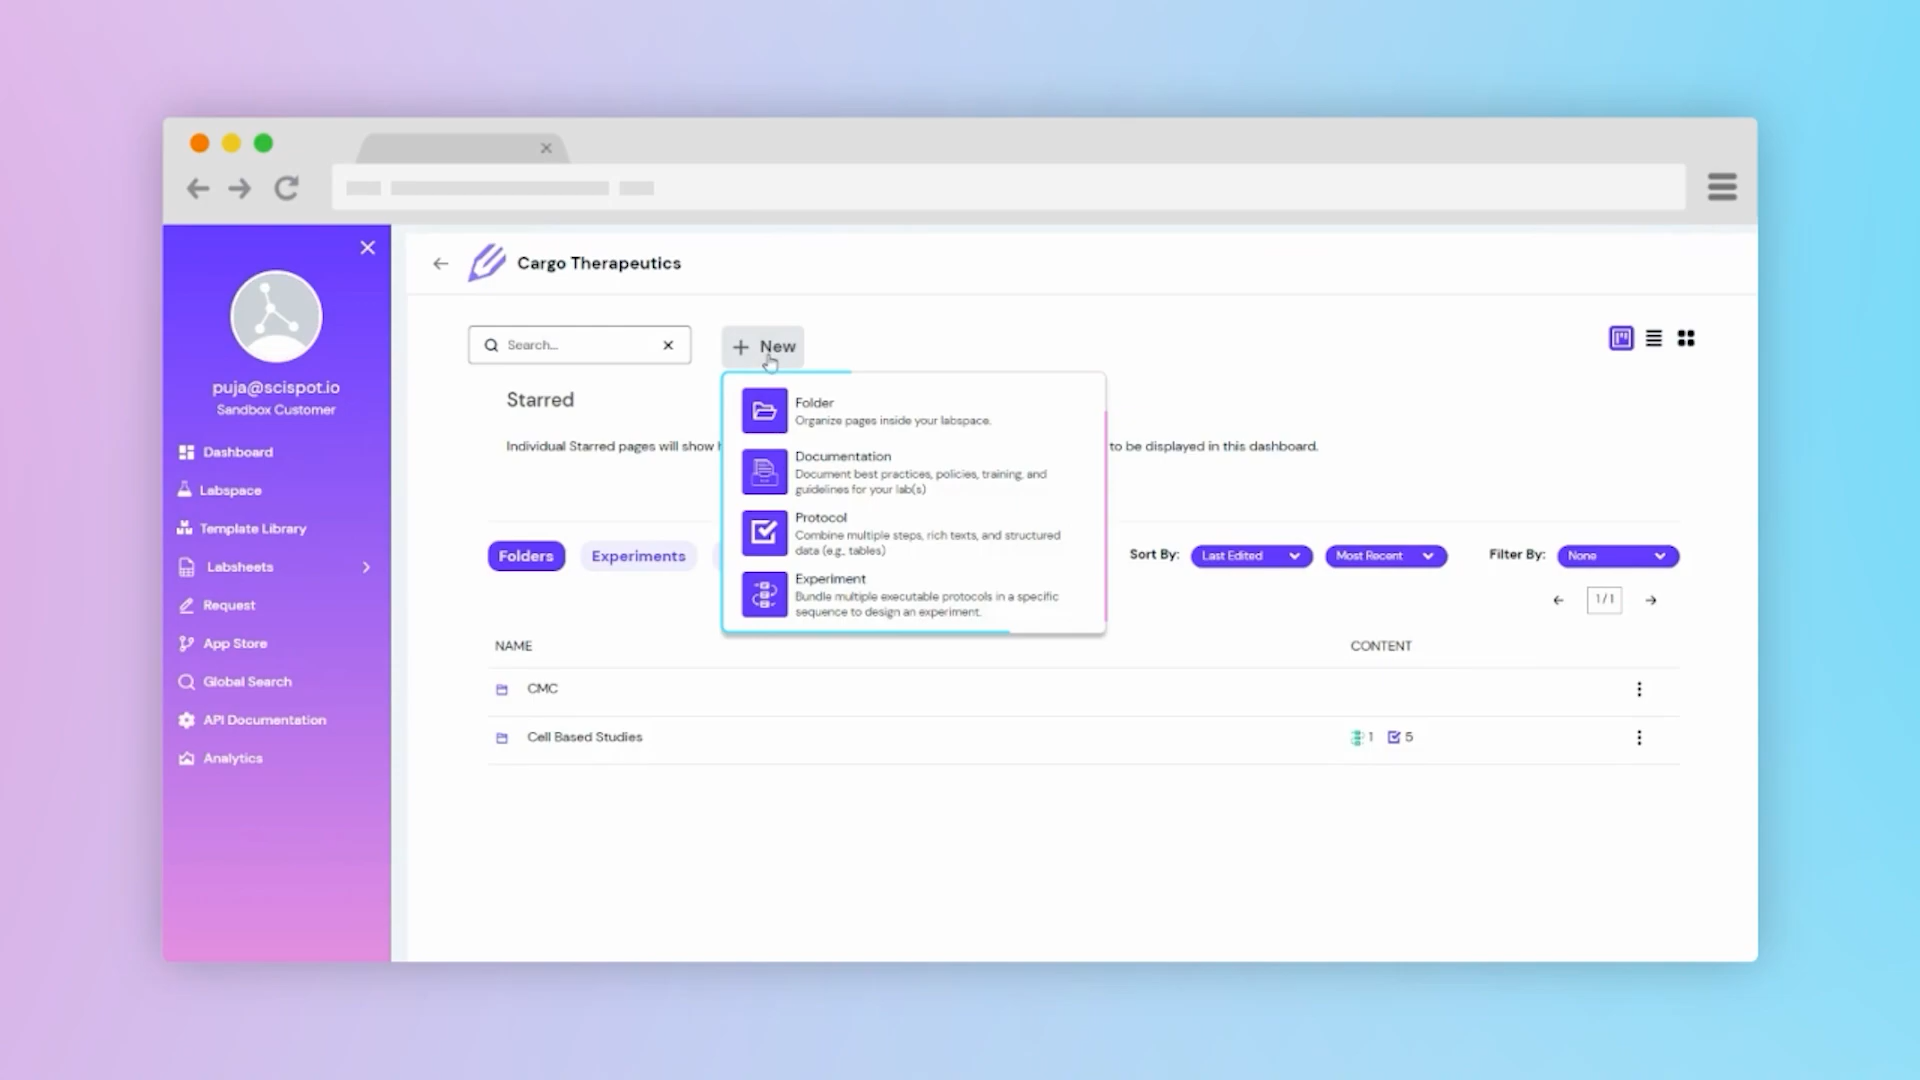 Cargo Therapeutics
puja@scispot.io
Sandbox Customer
Dashboard
Labspace
Template Library
Labsheets
Request
App Store
Global Search
API Documentation
Analytics
Search...
New
Folder
Organize pages inside your labspace.
Documentation
Document best practices, policies, training, and
guidelines for your lab(s)
Protocol
Combine multiple steps, rich texts, and structured
data (e.g., tables)
Experiment
Bundle multiple executable protocols in a specific
sequence to design an experiment.
Starred
Individual Starred pages will show
to be displayed in this dashboard.
Folders
Experiments
Sort By:
Last Edited
Most Recent
Filter By:
None
1/1
NAME
CONTENT
CMC
Cell Based Studies
1
5